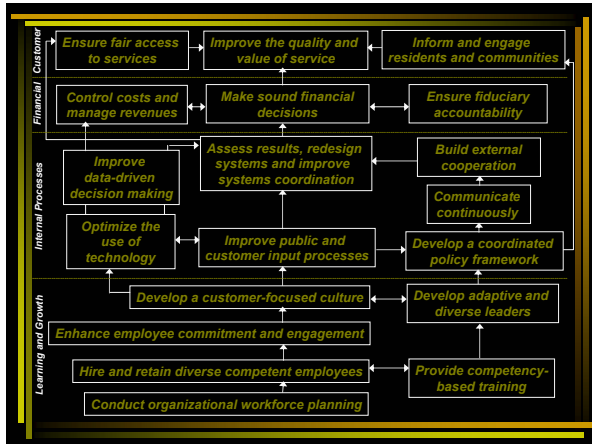 Customer
Ensure fair access
to services
Improve the quality and
value of service
Inform and engage
residents and communities
Financial
Control costs and
manage revenues
Make sound financial
decisions
Ensure fiduciary
accountability
Internal Processes
Improve
data-driven
decision making
Assess results, redesign
systems and improve
systems coordination
Build external
cooperation
Communicate
continuously
Optimize the
use of
technology
Improve public and
customer input processes
Develop a coordinated
policy framework
Learning and Growth
Develop a customer-focused culture
Develop adaptive and
diverse leaders
Enhance employee commitment and engagement
Hire and retain diverse competent employees
Provide competency-
based training
Conduct organizational workforce planning